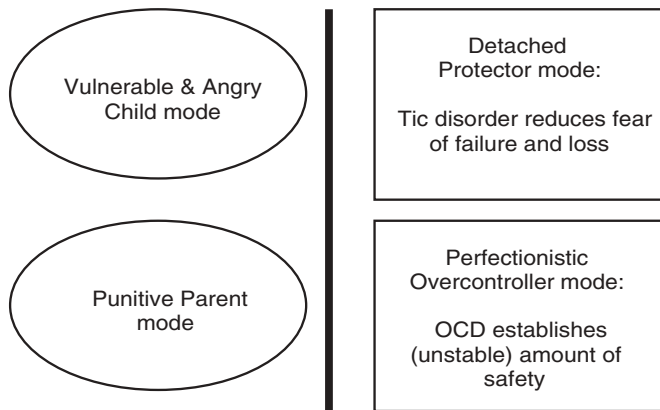 Vulnerable & Angry
Child mode
Detached
Protector mode:
Tic disorder reduces fear
of failure and loss
Punitive Parent
mode
Perfectionistic
Overcontroller mode:
OCD establishes
(unstable) amount of
safety